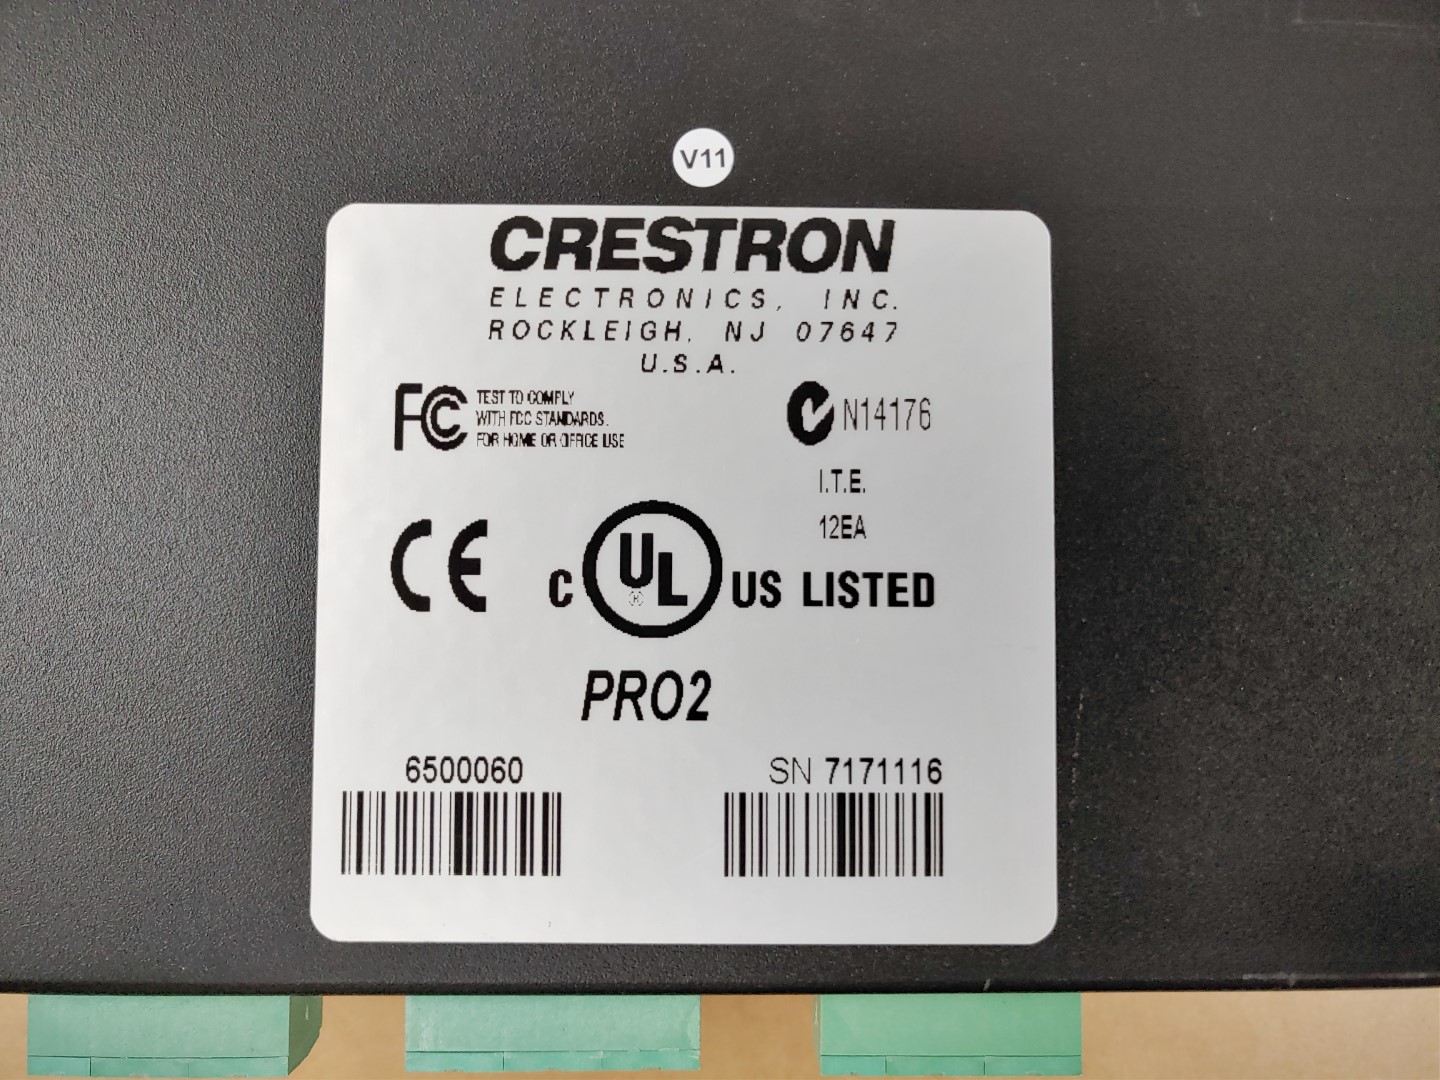 V11
CRESTRON
ELECTRONICS, INC.
ROCKLEIGH, NJ 07647
U.S.A.
FC TEST TO COMPLY
WITH FCC STANDARDS.
FOR HOME OR OFFICE USE
N14176
I.T.E.
12EA
CE
C UL ® US LISTED
PRO2
6500060
SN 7171116